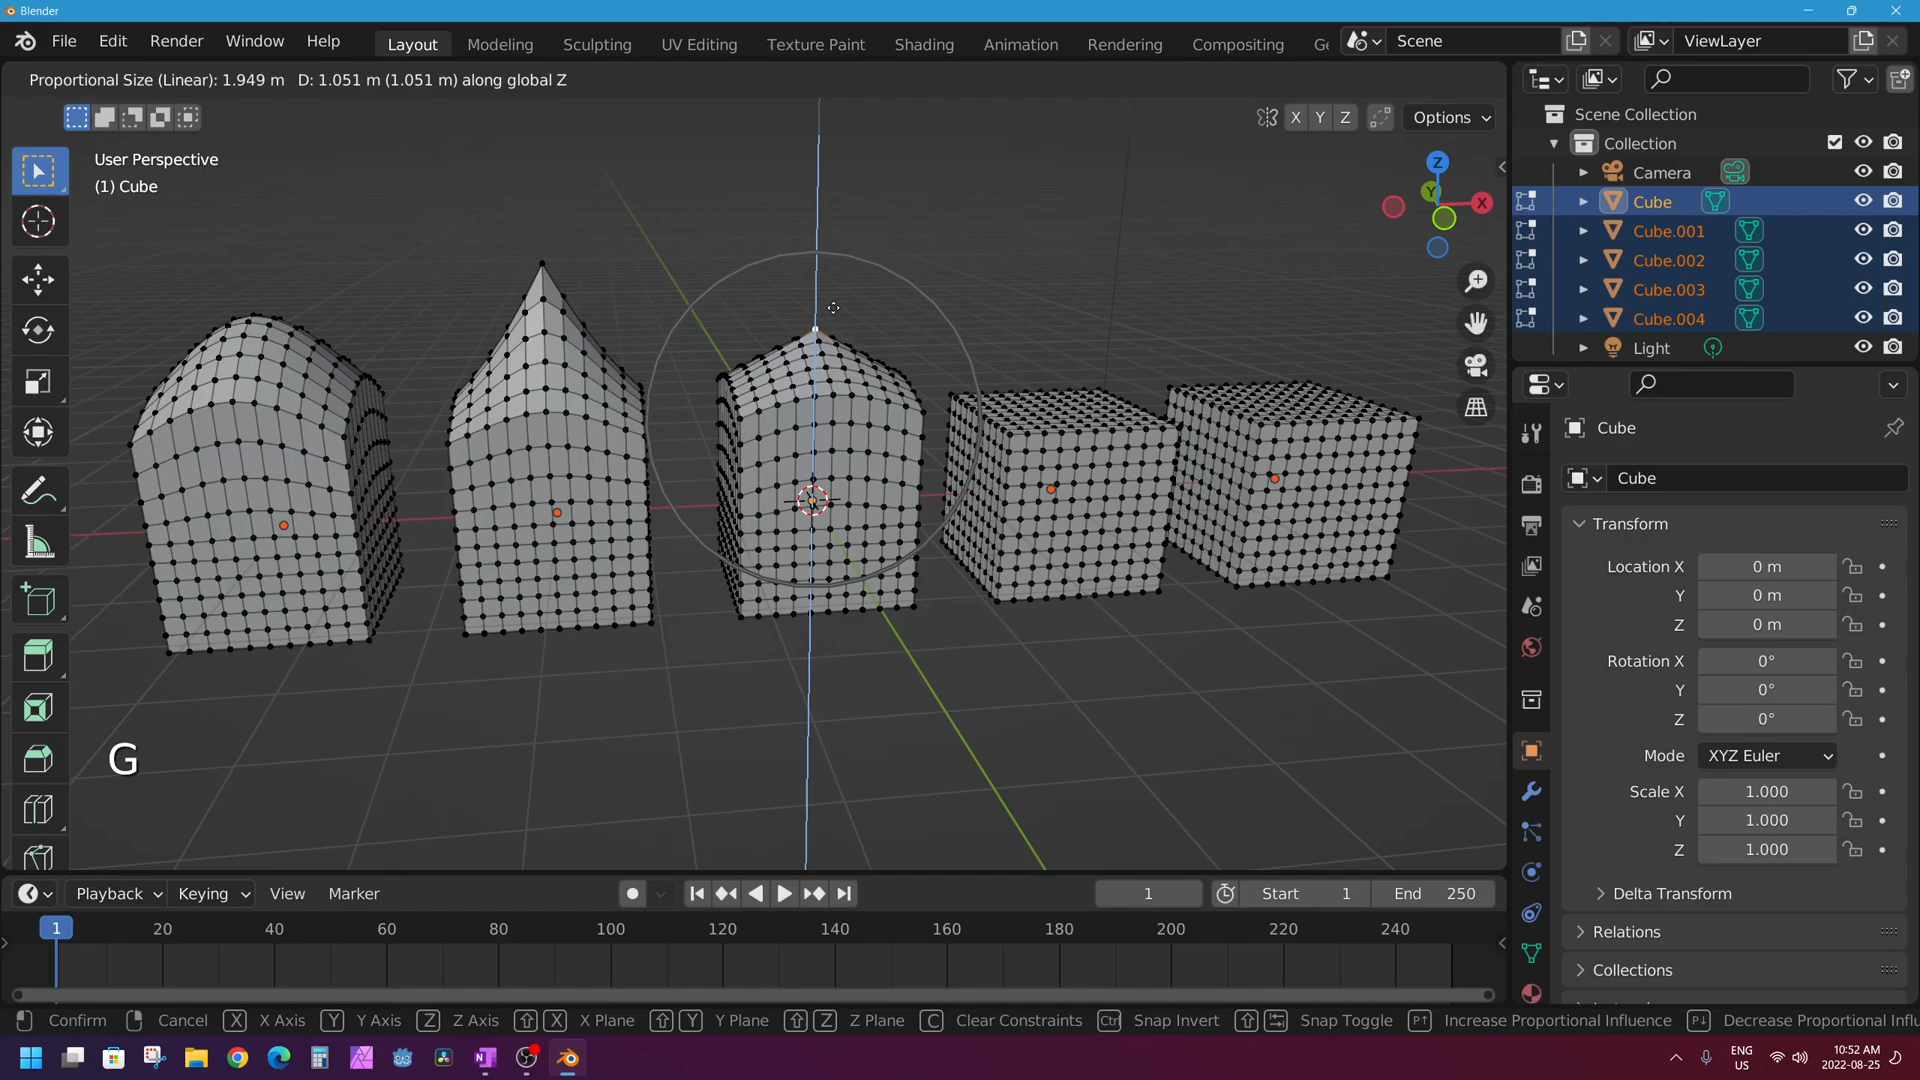 Blender
File Edit Render Window Help Layout Modeling Sculpting UV Editing Texture Paint Shading Animation Rendering Compositing Ge Scene ViewLayer
Proportional Size (Linear): 1.949 m D: 1.051 m (1.051 m) along global Z
X Y Z Options
User Perspective
(1) Cube
Z
Y
X
G
Scene Collection
Collection
Camera
Cube
Cube.001
Cube.002
Cube.003
Cube.004
Light
Cube
Cube
Transform
Location X 0 m
Y 0 m
Z 0 m
Rotation X 0°
Y 0°
Z 0°
Mode XYZ Euler
Scale X 1.000
Y 1.000
Z 1.000
Delta Transform
Relations
Collections
Playback Keying View Marker 1 Start 1 End 250
1 20 40 60 80 100 120 140 160 180 200 220 240
Confirm Cancel X X Axis Y Y Axis Z Z Axis X X Plane Y Y Plane Z Z Plane C Clear Constraints Ctrl Snap Invert Snap Toggle P↑ Increase Proportional Influence P↓ Decrease Proportional Influ
ENG
US
10:52 AM
2022-08-25